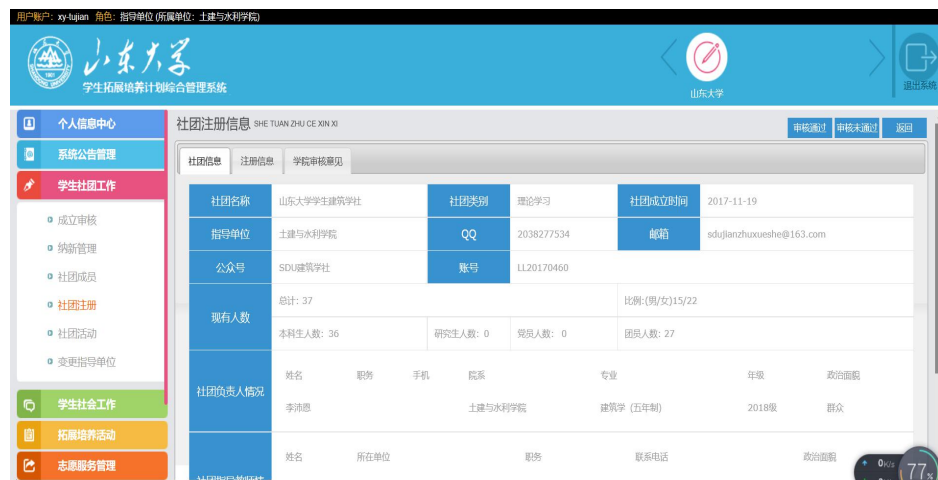 用户账户: xy-tujian 角色: 指导单位 (所属单位: 土建与水利学院)
山东大学
学生拓展培养计划综合管理系统
山东大学
退出系统
个人信息中心
系统公告管理
学生社团工作
成立审核
纳新管理
社团成员
社团注册
社团活动
变更指导单位
学生社会工作
拓展培养活动
志愿服务管理
社团注册信息 SHE TUAN ZHU CE XIN XI
审核通过 审核未通过 返回
社团信息 注册信息 学院审核意见
社团名称 山东大学学生建筑学社 社团类别 理论学习 社团成立时间 2017-11-19
指导单位 土建与水利学院 QQ 2038277534 邮箱 sdujianzhuxueshe@163.com
公众号 SDU建筑学社 账号 LL20170460
现有人数
总计: 37 比例:(男/女)15/22
本科生人数: 36 研究生人数: 0 党员人数: 0 团员人数: 27
社团负责人情况
姓名 职务 手机 院系 专业 年级 政治面貌
李沛恩 土建与水利学院 建筑学 (五年制) 2018级 群众
姓名 所在单位 职务 联系电话 政治面貌
0K/s
77%